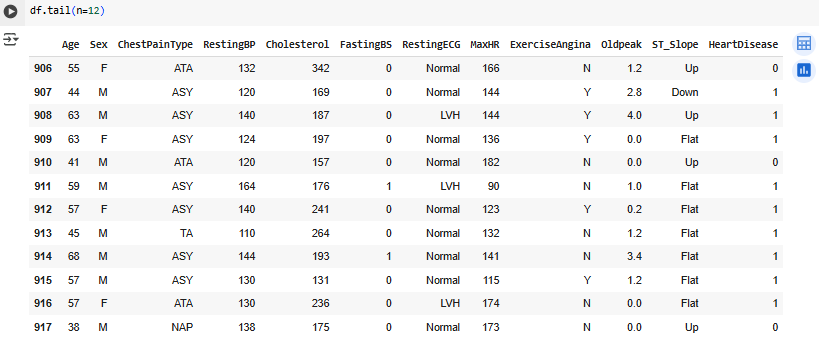 df.tail(n=12)
Age Sex ChestPainType RestingBP Cholesterol FastingBS RestingECG MaxHR ExerciseAngina Oldpeak ST_Slope HeartDisease
906 55 F ATA 132 342 0 Normal 166 N 1.2 Up 0
907 44 M ASY 120 169 0 Normal 144 Y 2.8 Down 1
908 63 M ASY 140 187 0 LVH 144 Y 4.0 Up 1
909 63 F ASY 124 197 0 Normal 136 Y 0.0 Flat 1
910 41 M ATA 120 157 0 Normal 182 N 0.0 Up 0
911 59 M ASY 164 176 1 LVH 90 N 1.0 Flat 1
912 57 F ASY 140 241 0 Normal 123 Y 0.2 Flat 1
913 45 M TA 110 264 0 Normal 132 N 1.2 Flat 1
914 68 M ASY 144 193 1 Normal 141 N 3.4 Flat 1
915 57 M ASY 130 131 0 Normal 115 Y 1.2 Flat 1
916 57 F ATA 130 236 0 LVH 174 N 0.0 Flat 1
917 38 M NAP 138 175 0 Normal 173 N 0.0 Up 0